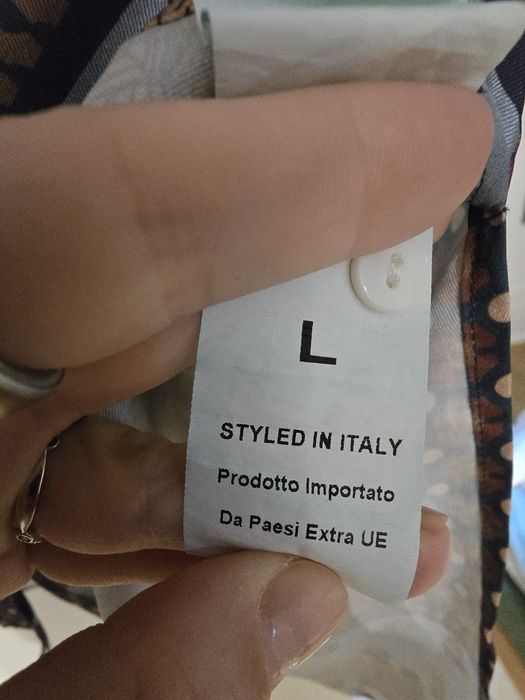 L
STYLED IN ITALY
Prodotto Importato
Da Paesi Extra UE